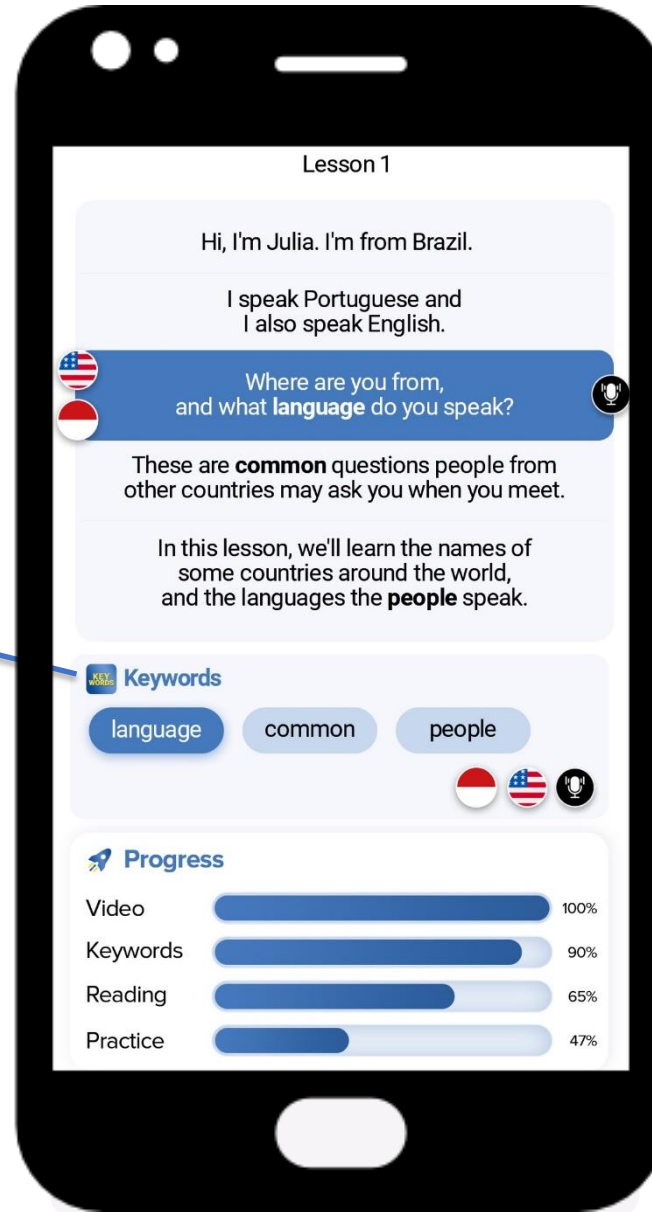 Lesson 1
Hi, I'm Julia. I'm from Brazil.
I speak Portuguese and
I also speak English.
Where are you from,
and what language do you speak?
These are common questions people from
other countries may ask you when you meet.
In this lesson, we'll learn the names of
some countries around the world,
and the languages the people speak.
KEY
WORDS
Keywords
language
common
people
Progress
Video
100%
Keywords
90%
Reading
65%
Practice
47%